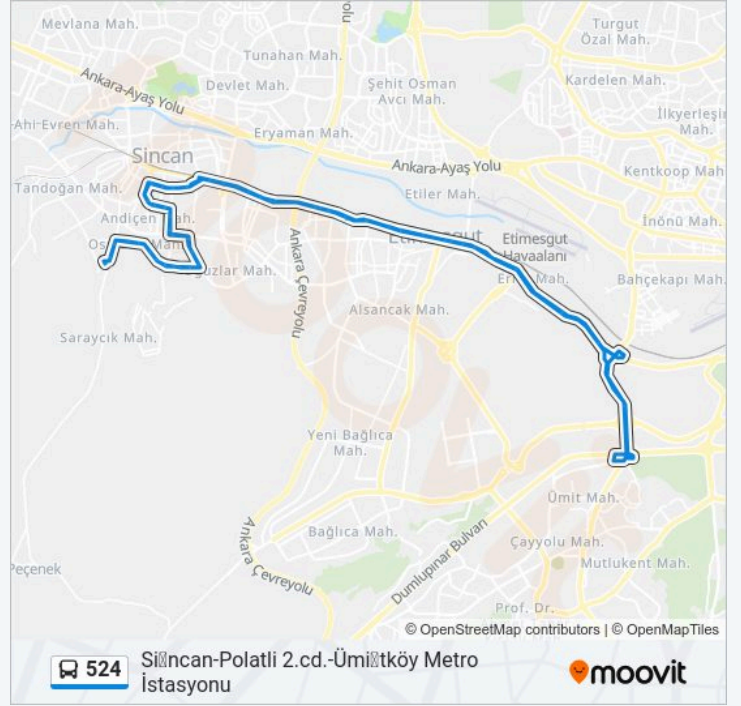 Mevlana Mah.
Turgut
Özal Mah.
Tunahan Mah.
Ankara-Ayaş Yolu
Devlet Mah.
Şehit Osman
Avcı Mah.
Kardelen Mah.
-Ahi-Evren Mah.
Eryaman Mah.
Mah.
Sincan
Ankara-Ayaş Yolu
Kentkoop Mah.
Tandoğan Mah.
Etiler Mah.
Andiçen Mah.
İnönü Mah.
Etimesgut
Etimesgut
Havaalanı
Mah.
Ankara Çevreyolu
Mah.
Bahçekapı Mah.
Alsancak Mah.
Saraycık Mah.
Yeni Bağlıca
Mah.
Ümit Mah.
Bağlıca Mah.
Dumlupınar Bulvarı
Çayyolu Mah.
Mutlukent Mah.
Ankara Çevreyolu
Peçenek
Prof. Dr.
© OpenStreetMap contributors | © OpenMapTiles
524 Si▯ncan-Polatli 2.cd.-Ümi▯tköy Metro
İstasyonu
moovit